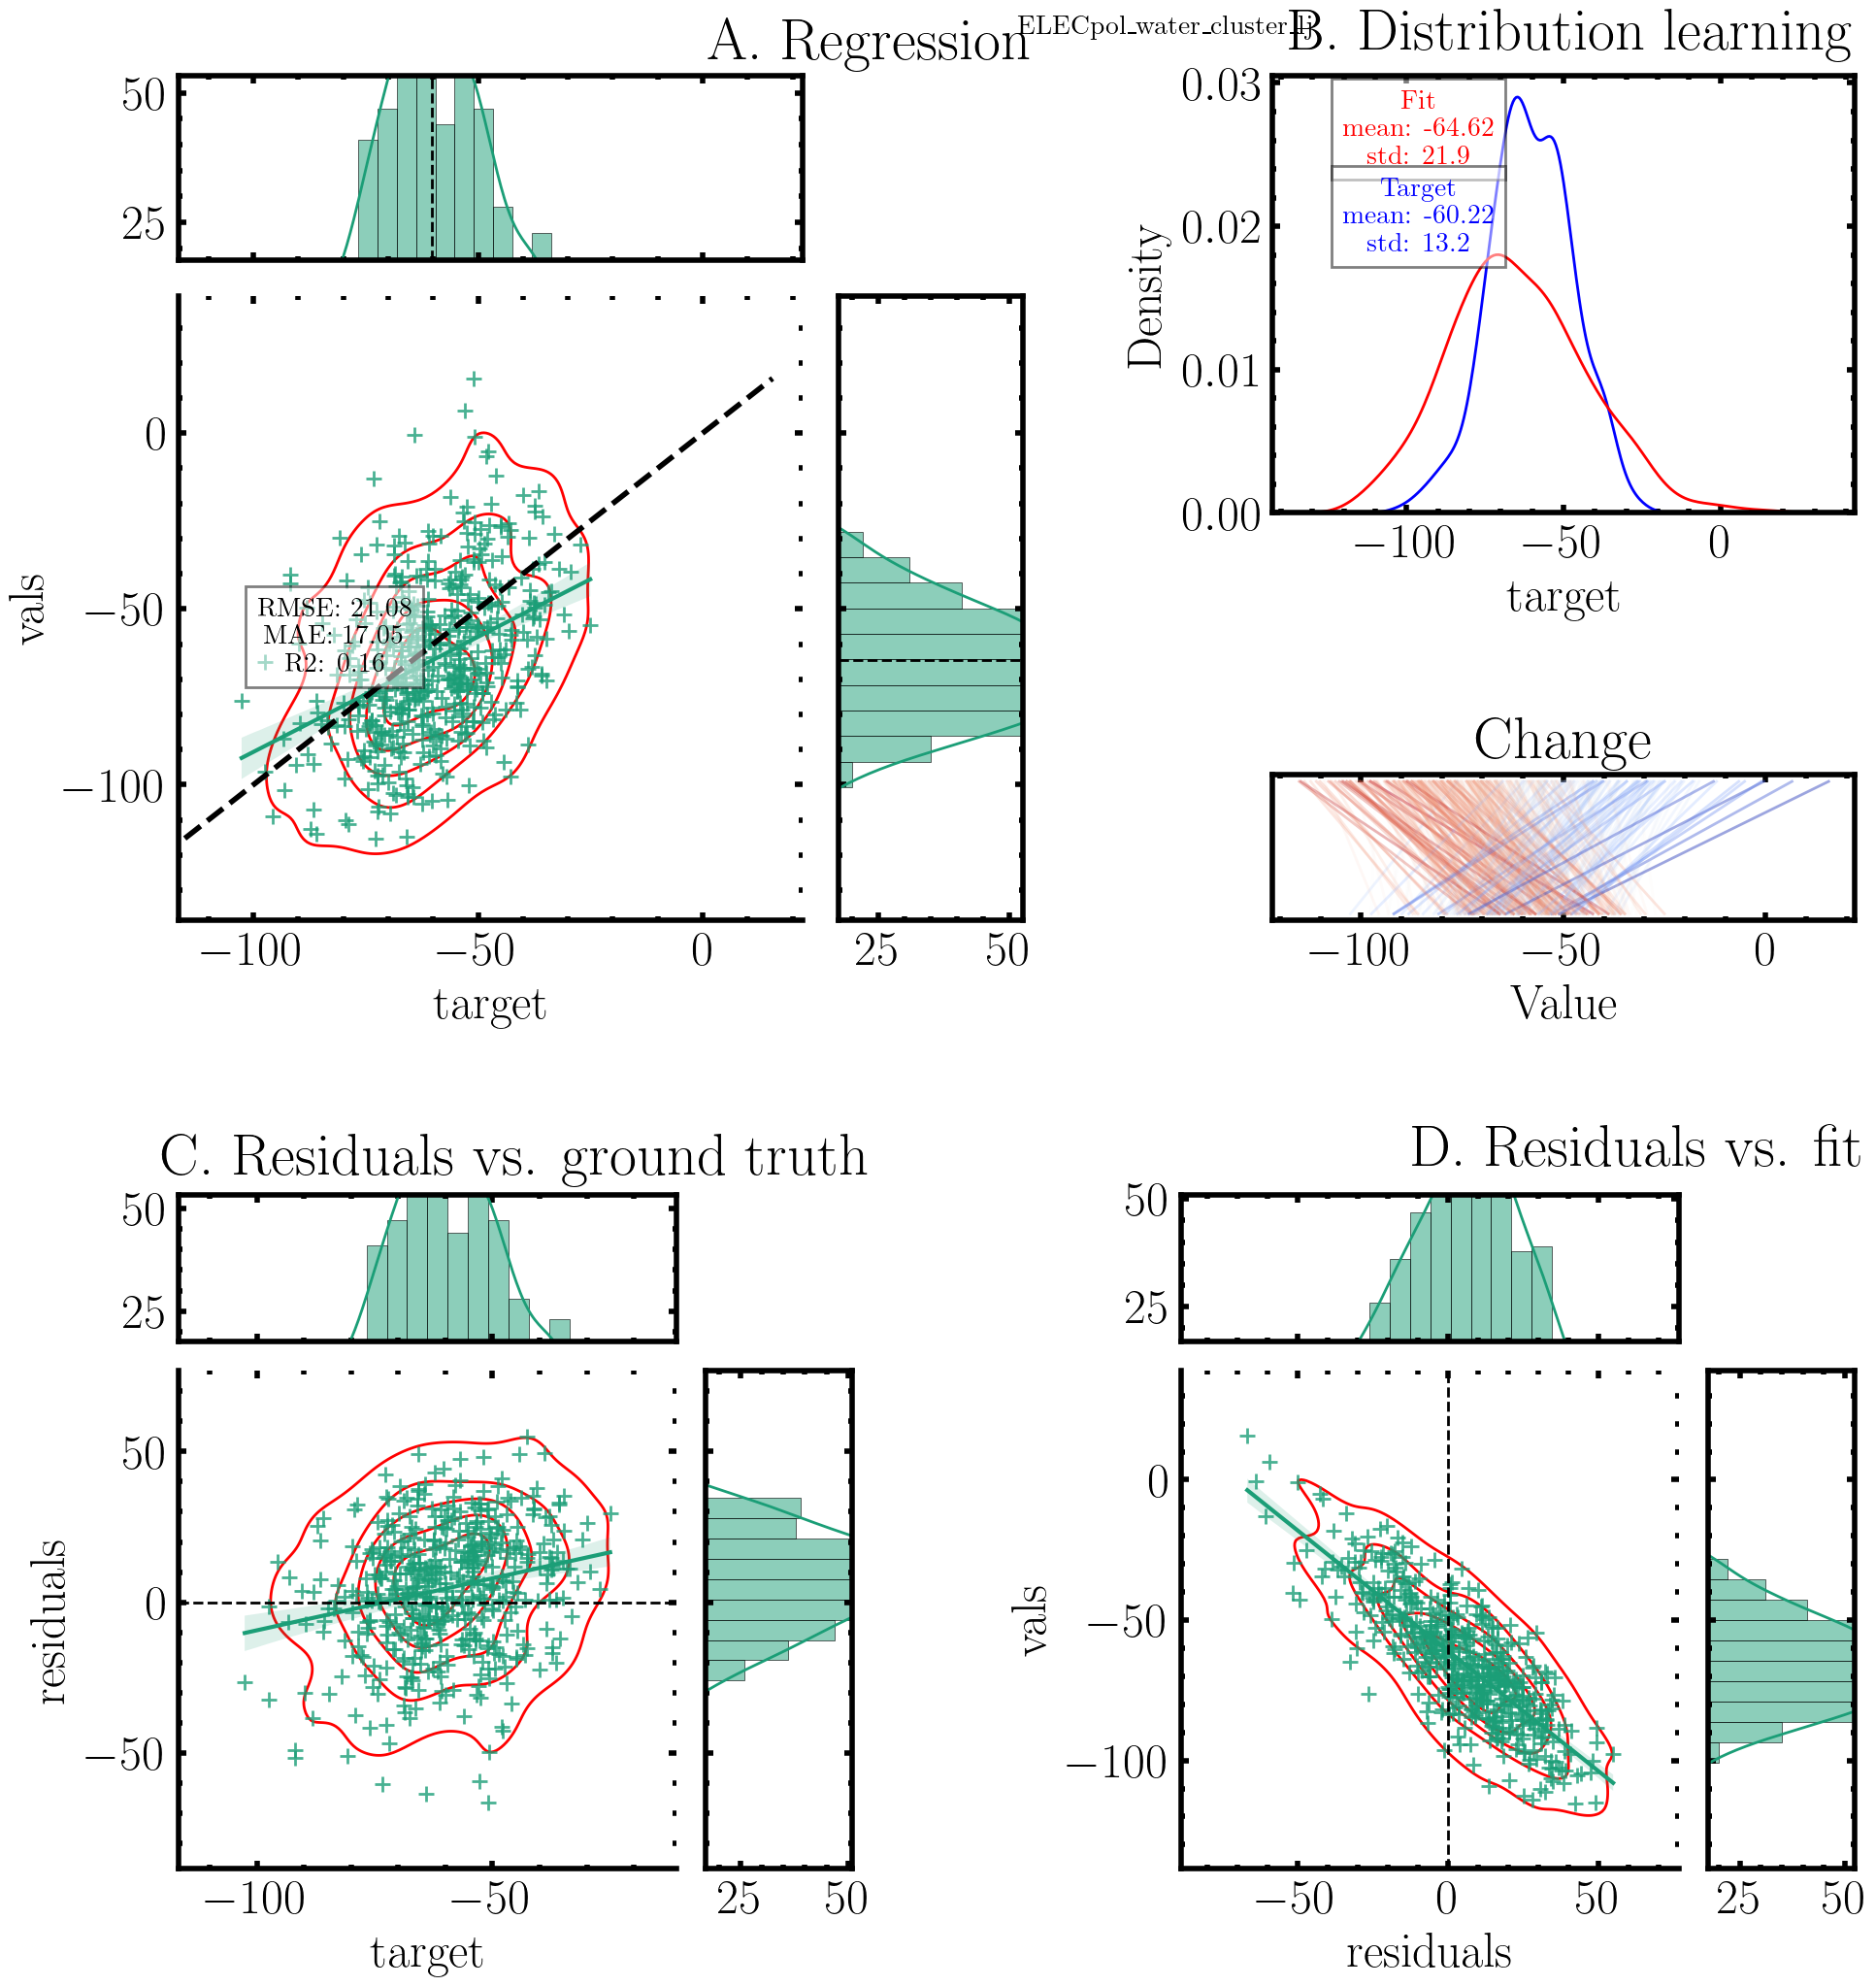 A. Regression
ELECpol_water_cluster_lj
B. Distribution learning
50
25
0
−50
−100
vals
RMSE: 21.08
MAE: 17.05
R2: 0.16
−100 −50 0
target
25 50
0.03
0.02
0.01
0.00
Density
Fit
mean: -64.62
std: 21.9
Target
mean: -60.22
std: 13.2
−100 −50 0
target
Change
−100 −50 0
Value
C. Residuals vs. ground truth
50
25
50
0
−50
residuals
−100 −50
target
25 50
D. Residuals vs. fit
50
25
0
−50
−100
vals
−50 0 50
residuals
25 50